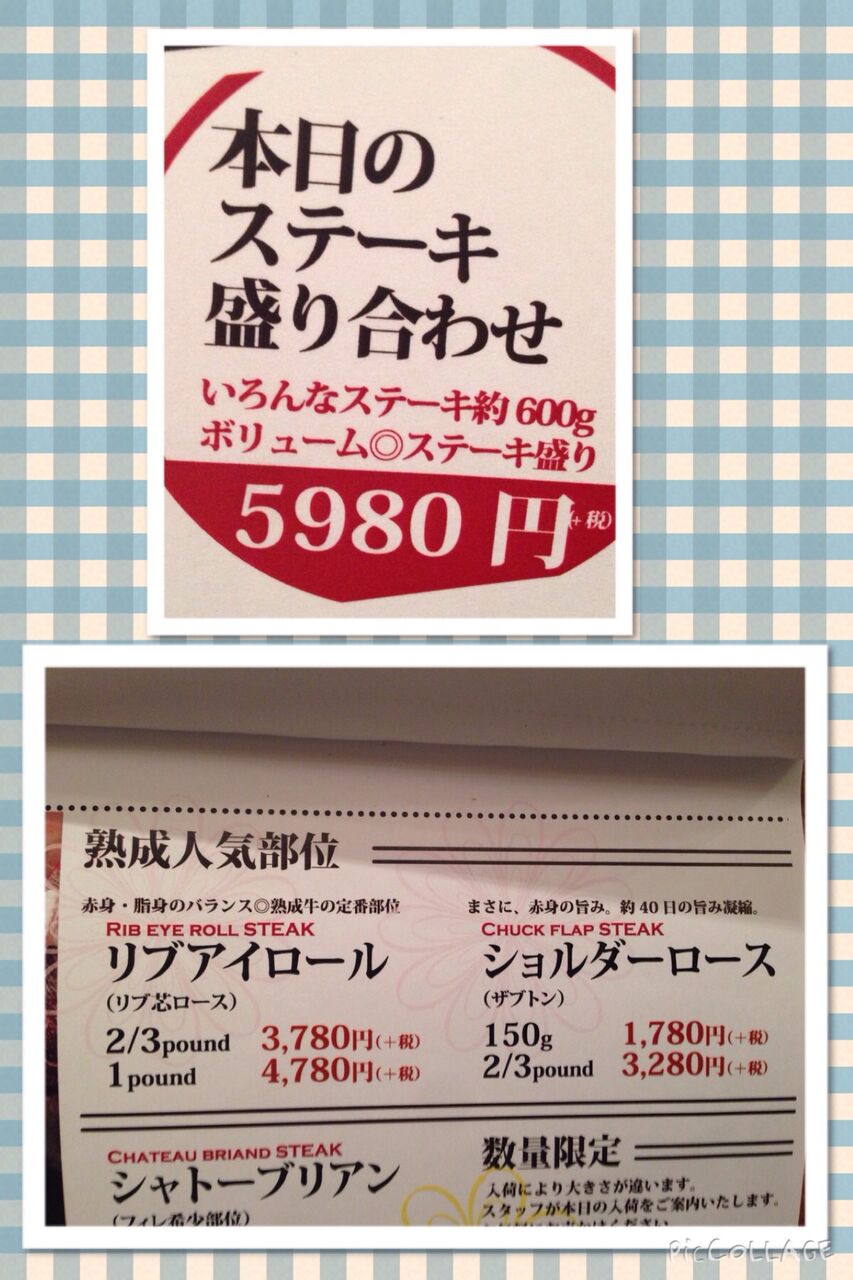 本日の
ステーキ
盛り合わせ
いろんなステーキ約600g
ボリューム◎ステーキ盛り
5980円(+税)
熟成人気部位
赤身・脂身のバランス◎熟成牛の定番部位
RIB EYE ROLL STEAK
リブアイロール
(リブ芯ロース)
2/3pound 3,780円(+税)
1pound 4,780円(+税)
まさに、赤身の旨み。約40日の旨み凝縮。
CHUCK FLAP STEAK
ショルダーロース
(ザブトン)
150g 1,780円(+税)
2/3pound 3,280円(+税)
CHATEAU BRIAND STEAK
シャトーブリアン
(フィレ希少部位)
数量限定
入荷により大きさが違います。
スタッフが本日の入荷をご案内いたします。
PicCOLLAGE